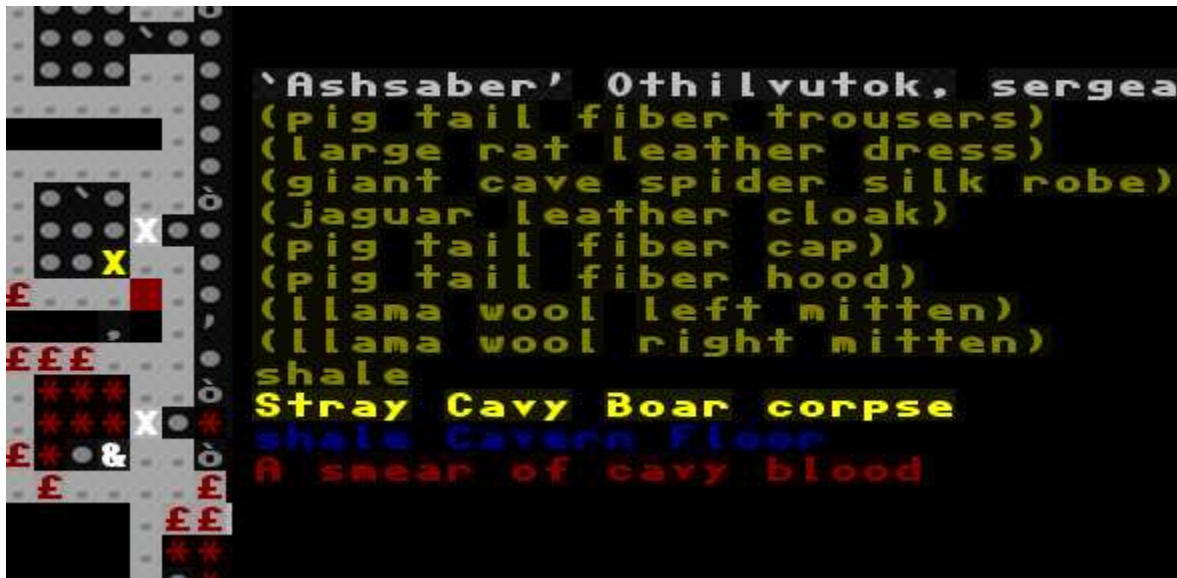 `Ashsaber' Othilvutok, sergea
(pig tail fiber trousers)
(large rat leather dress)
(giant cave spider silk robe)
(jaguar leather cloak)
(pig tail fiber cap)
(pig tail fiber hood)
(llama wool left mitten)
(llama wool right mitten)
shale
Stray Cavy Boar corpse
shale Cavern Floor
A smear of cavy blood